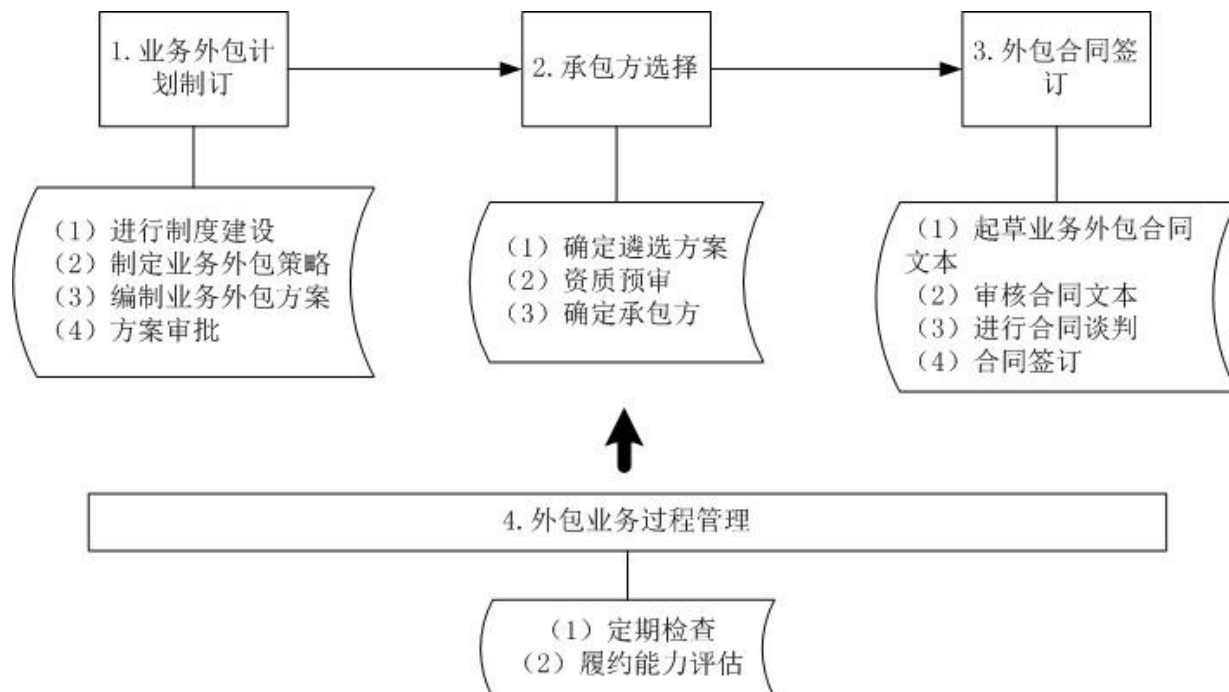 1.业务外包计
划制订
2.承包方选择
3.外包合同签
订
（1）进行制度建设
（2）制定业务外包策略
（3）编制业务外包方案
（4）方案审批
（1）确定遴选方案
（2）资质预审
（3）确定承包方
（1）起草业务外包合同
文本
（2）审核合同文本
（3）进行合同谈判
（4）合同签订
4.外包业务过程管理
（1）定期检查
（2）履约能力评估